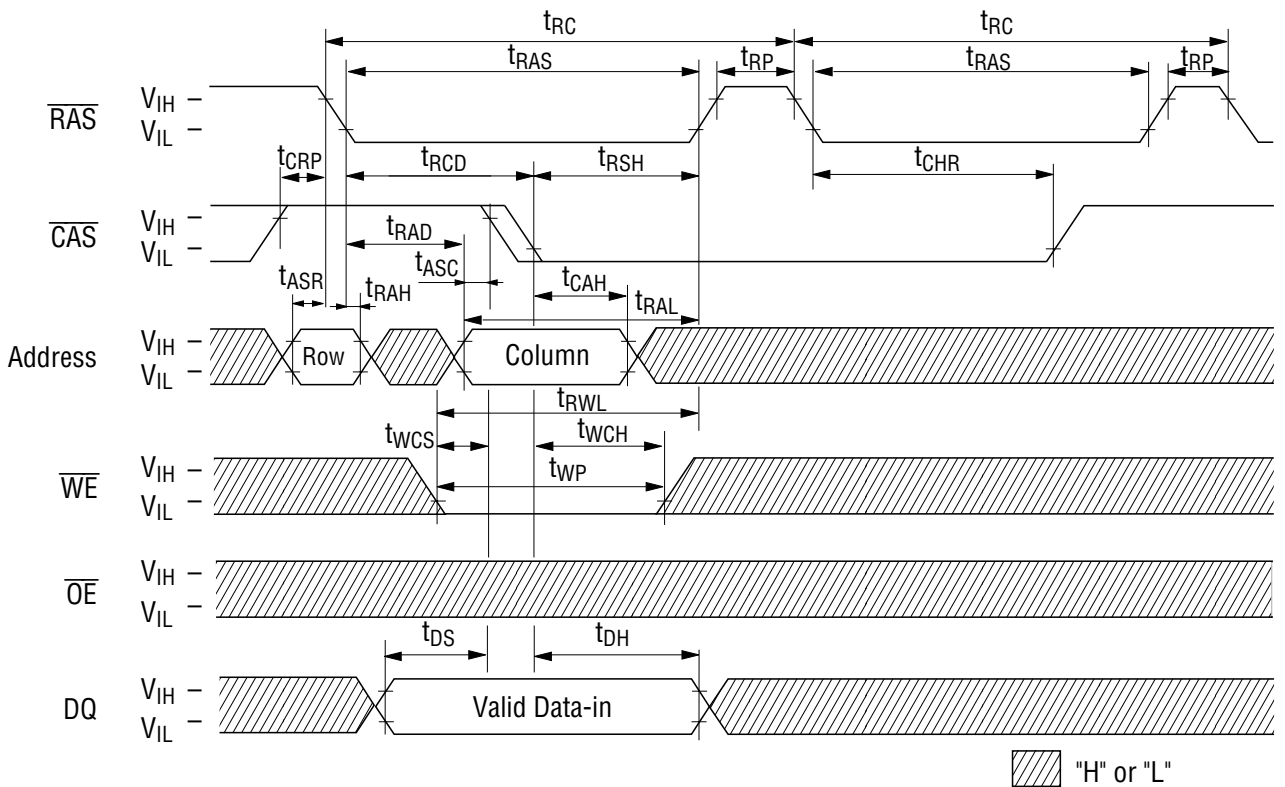 tRC tRC
tRAS tRP tRAS tRP
RAS VIH
VIL
tCRP tRCD tRSH tCHR
CAS VIH
VIL
tRAD
tASC
tASR tRAH tCAH
tRAL
Address VIH
VIL
Row Column
tRWL
tWCS tWCH
tWP
WE VIH
VIL
OE VIH
VIL
tDS tDH
DQ VIH
VIL
Valid Data-in
"H" or "L"